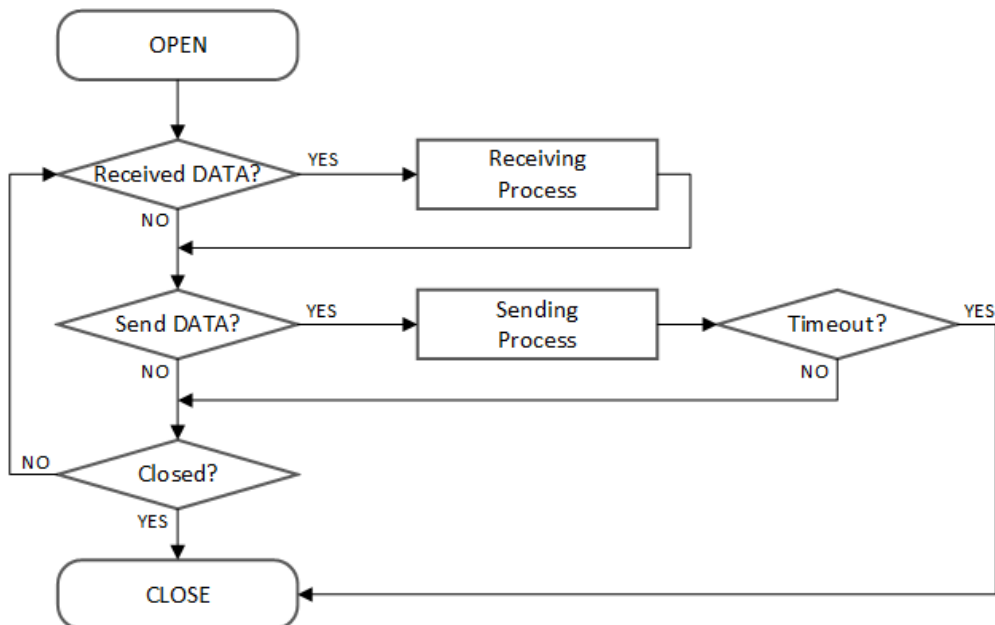 OPEN
Received DATA?
YES
Receiving
Process
NO
Send DATA?
YES
Sending
Process
Timeout?
YES
NO
NO
Closed?
NO
YES
CLOSE